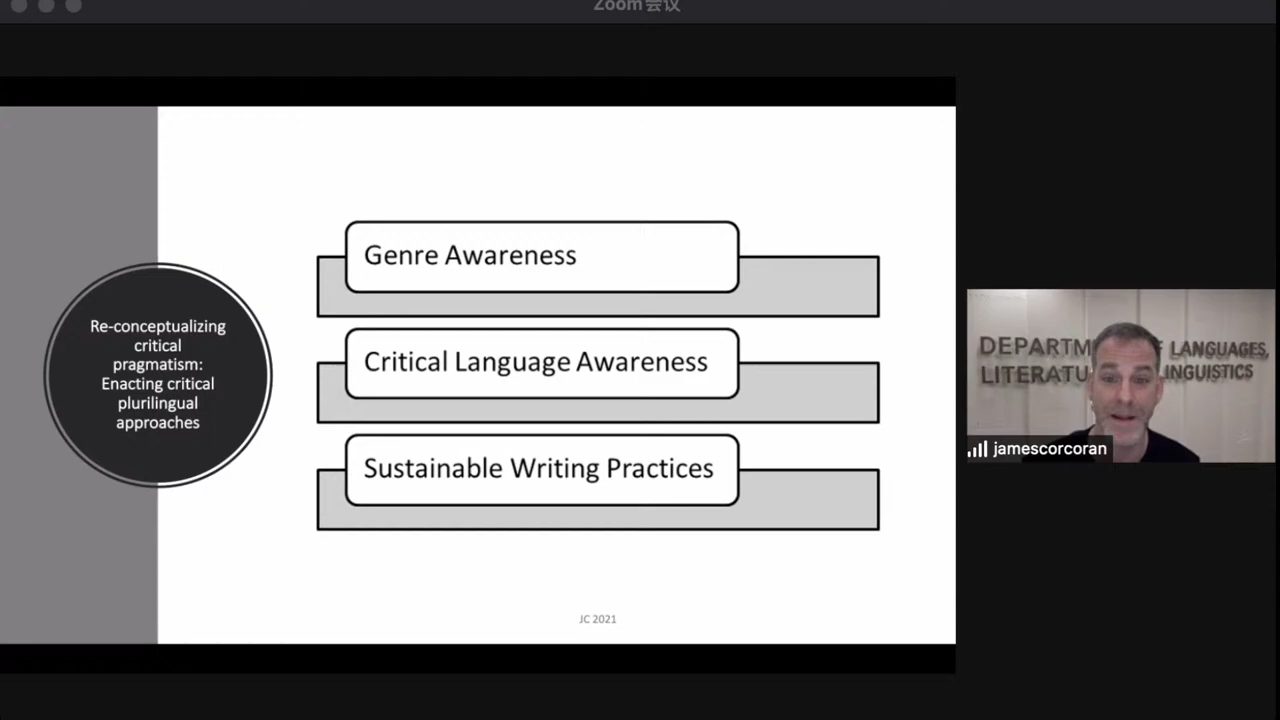 Zoom会议
Re-conceptualizing
critical
pragmatism:
Enacting critical
plurilingual
approaches
Genre Awareness
Critical Language Awareness
Sustainable Writing Practices
JC 2021
DEPARTM F LANGUAGES,
LITERATU INGUISTICS
jamescorcoran